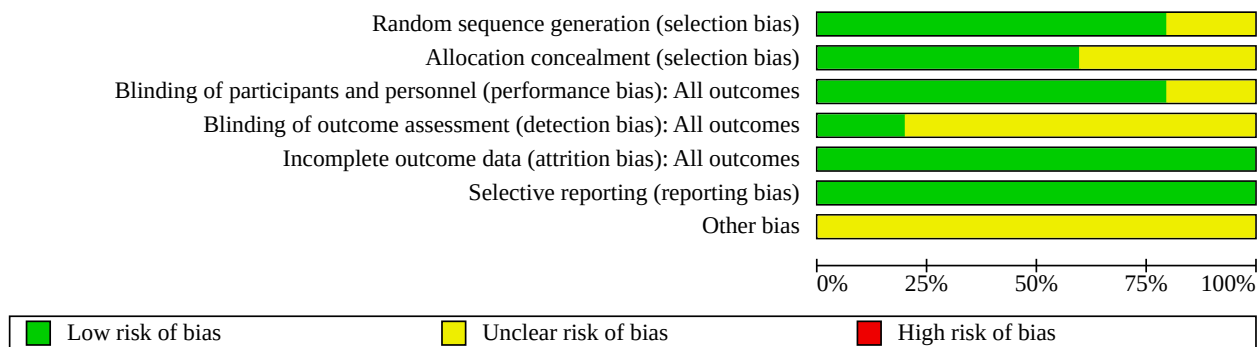 Random sequence generation (selection bias)
Allocation concealment (selection bias)
Blinding of participants and personnel (performance bias): All outcomes
Blinding of outcome assessment (detection bias): All outcomes
Incomplete outcome data (attrition bias): All outcomes
Selective reporting (reporting bias)
Other bias
0% 25% 50% 75% 100%
Low risk of bias Unclear risk of bias High risk of bias